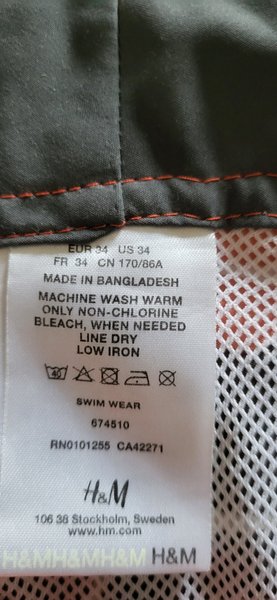 EUR 34 US 34
FR 34 CN 170/86A
MADE IN BANGLADESH
MACHINE WASH WARM
ONLY NON-CHLORINE
BLEACH, WHEN NEEDED
LINE DRY
LOW IRON
SWIM WEAR
674510
RN0101255 CA42271
H&M
106 38 Stockholm, Sweden
www.hm.com
H&MH&MH&MH&M H&M